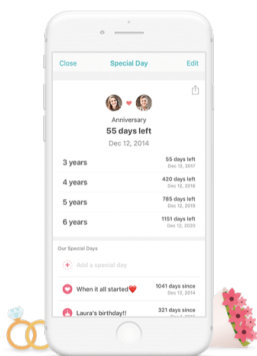 Close Special Day Edit
Anniversary
55 days left
Dec 12, 2014
3 years 55 days left
Dec 12, 2017
4 years 420 days left
Dec 12, 2018
5 years 785 days left
Dec 12, 2019
6 years 1151 days left
Dec 12, 2020
Our Special Days
Add a special day
When it all started❤ 1041 days since
Dec 12, 2014
Laura's birthday!! 321 days since